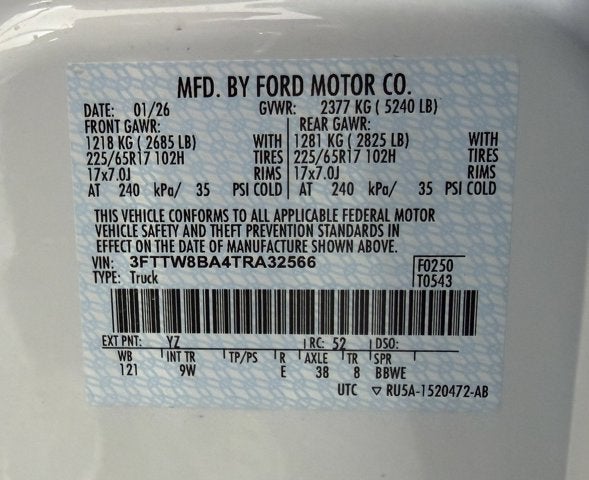 MFD. BY FORD MOTOR CO.
DATE: 01/26 GVWR: 2377 KG ( 5240 LB)
FRONT GAWR: REAR GAWR:
1218 KG ( 2685 LB) WITH 1281 KG ( 2825 LB) WITH
225/65R17 102H TIRES 225/65R17 102H TIRES
17x7.0J RIMS 17x7.0J RIMS
AT 240 kPa/ 35 PSI COLD AT 240 kPa/ 35 PSI COLD
THIS VEHICLE CONFORMS TO ALL APPLICABLE FEDERAL MOTOR
VEHICLE SAFETY AND THEFT PREVENTION STANDARDS IN
EFFECT ON THE DATE OF MANUFACTURE SHOWN ABOVE.
VIN: 3FTTW8BA4TRA32566 F0250
TYPE: Truck T0543
EXT PNT: YZ RC: 52 DSO:
WB INT TR TP/PS R AXLE TR SPR
121 9W E 38 8 BBWE
UTC ▽ RU5A-1520472-AB